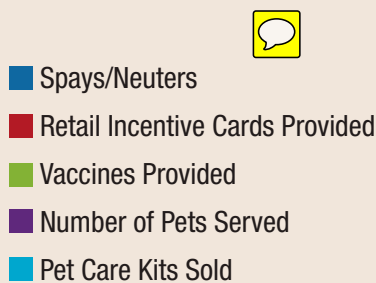 Spays/Neuters
Retail Incentive Cards Provided
Vaccines Provided
Number of Pets Served
Pet Care Kits Sold